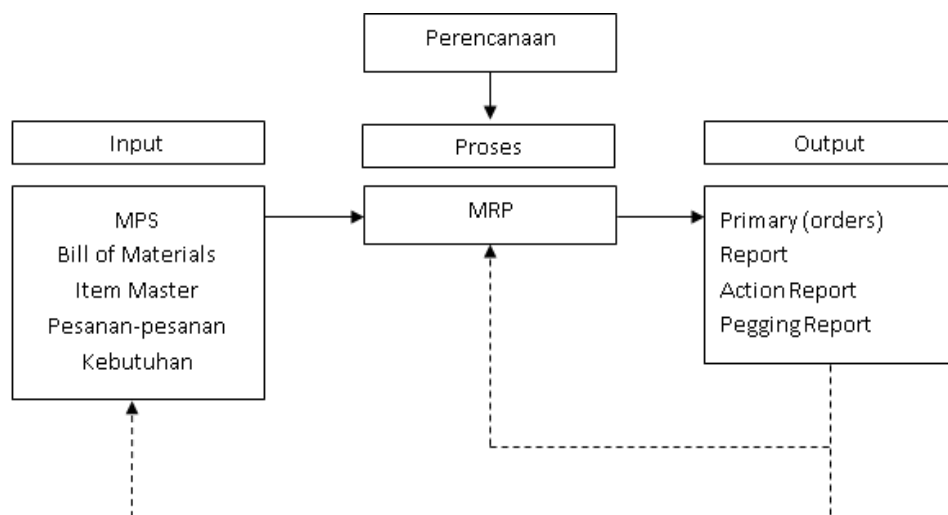 Perencanaan
Input
Proses
Output
MPS
Bill of Materials
Item Master
Pesanan-pesanan
Kebutuhan
MRP
Primary (orders)
Report
Action Report
Pegging Report